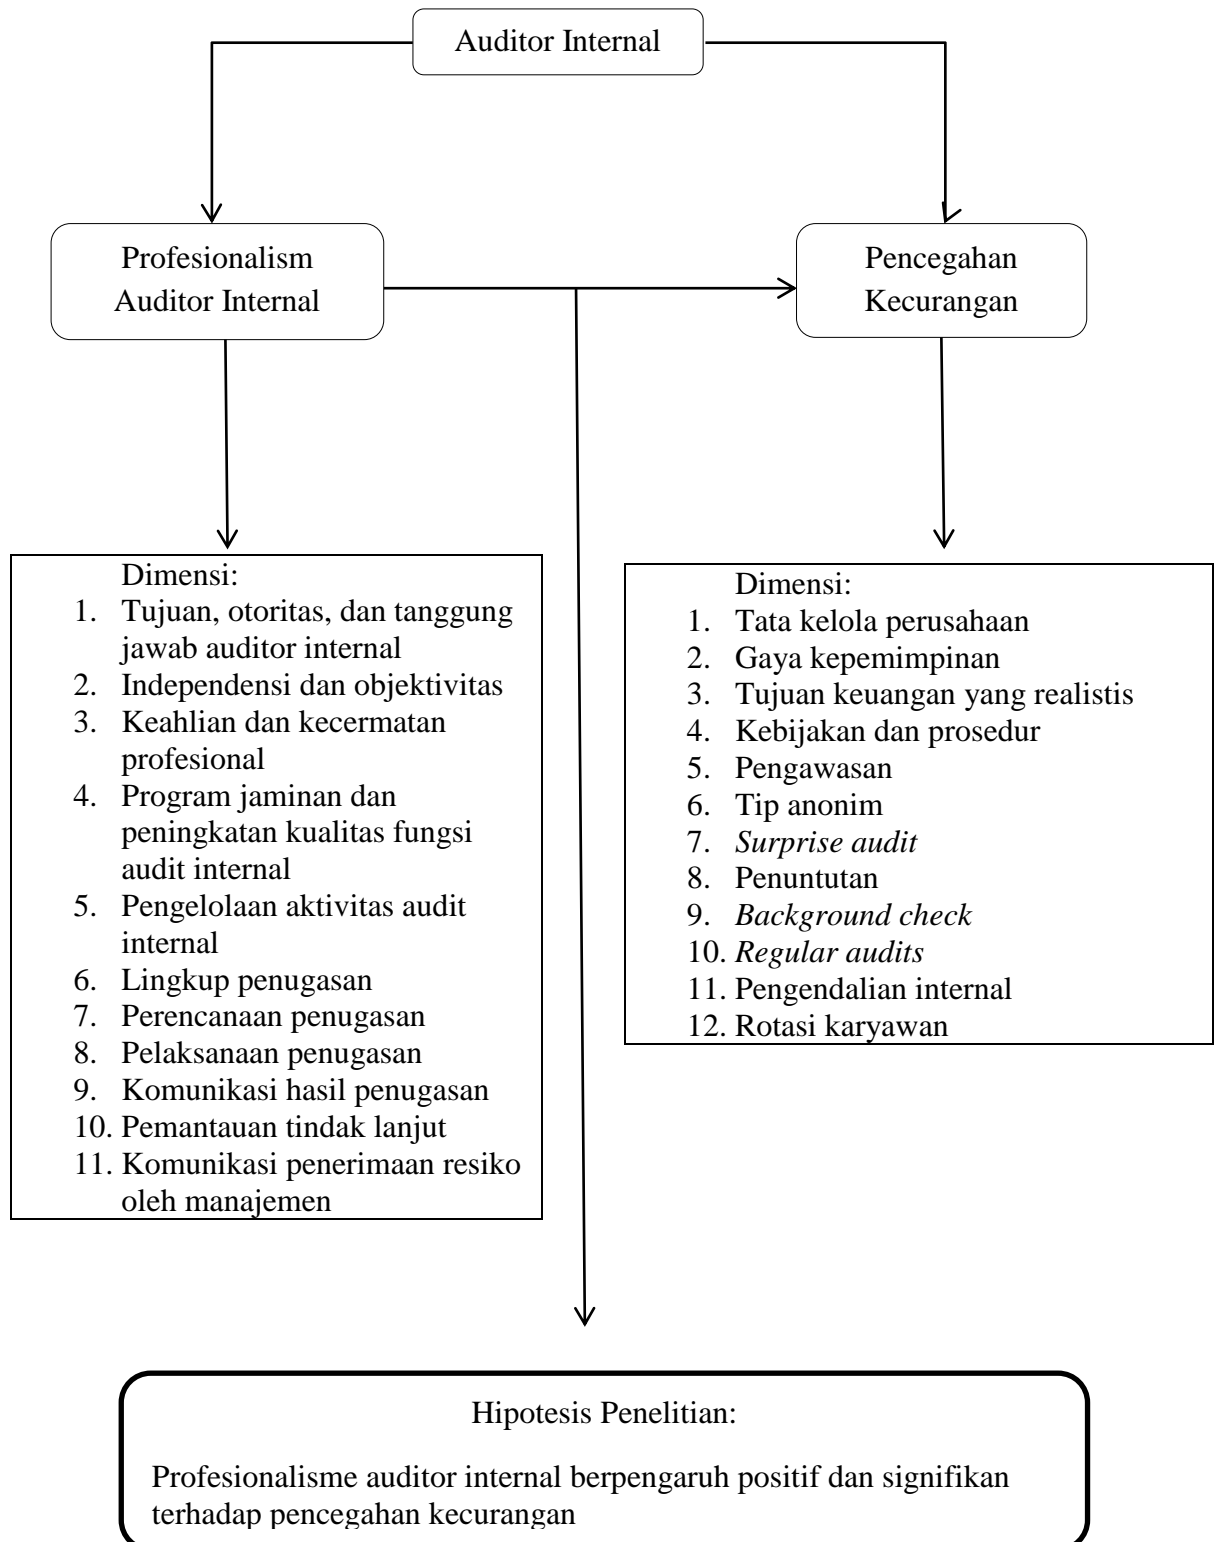 Auditor Internal
Profesionalism
Auditor Internal
Pencegahan
Kecurangan
Dimensi:
1. Tujuan, otoritas, dan tanggung
jawab auditor internal
2. Independensi dan objektivitas
3. Keahlian dan kecermatan
profesional
4. Program jaminan dan
peningkatan kualitas fungsi
audit internal
5. Pengelolaan aktivitas audit
internal
6. Lingkup penugasan
7. Perencanaan penugasan
8. Pelaksanaan penugasan
9. Komunikasi hasil penugasan
10. Pemantauan tindak lanjut
11. Komunikasi penerimaan resiko
oleh manajemen
Dimensi:
1. Tata kelola perusahaan
2. Gaya kepemimpinan
3. Tujuan keuangan yang realistis
4. Kebijakan dan prosedur
5. Pengawasan
6. Tip anonim
7. Surprise audit
8. Penuntutan
9. Background check
10. Regular audits
11. Pengendalian internal
12. Rotasi karyawan
Hipotesis Penelitian:
Profesionalisme auditor internal berpengaruh positif dan signifikan
terhadap pencegahan kecurangan